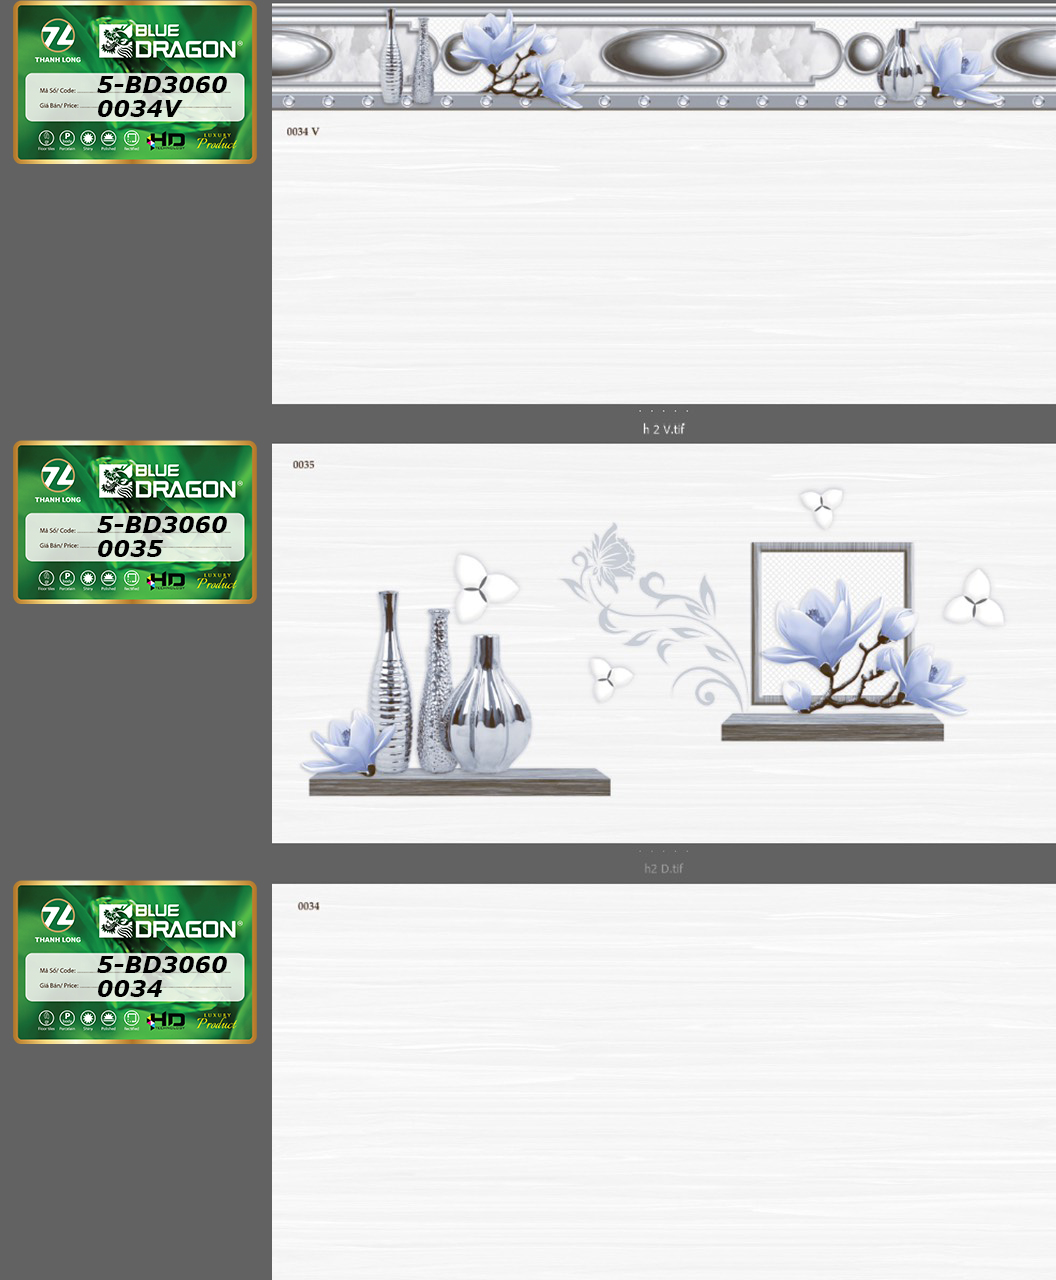 THANH LONG
BLUE
DRAGON®
Mã Số/ Code: 5-BD3060
Giá Bán/ Price: 0034V
Floor tiles Porcelain Shiny Polished Rectified
HD
TECHNOLOGY
LUXURY
Product
0034 V
h 2 V.tif
THANH LONG
BLUE
DRAGON®
Mã Số/ Code: 5-BD3060
Giá Bán/ Price: 0035
Floor tiles Porcelain Shiny Polished Rectified
HD
TECHNOLOGY
LUXURY
Product
0035
h2 D.tif
THANH LONG
BLUE
DRAGON®
Mã Số/ Code: 5-BD3060
Giá Bán/ Price: 0034
Floor tiles Porcelain Shiny Polished Rectified
HD
TECHNOLOGY
LUXURY
Product
0034